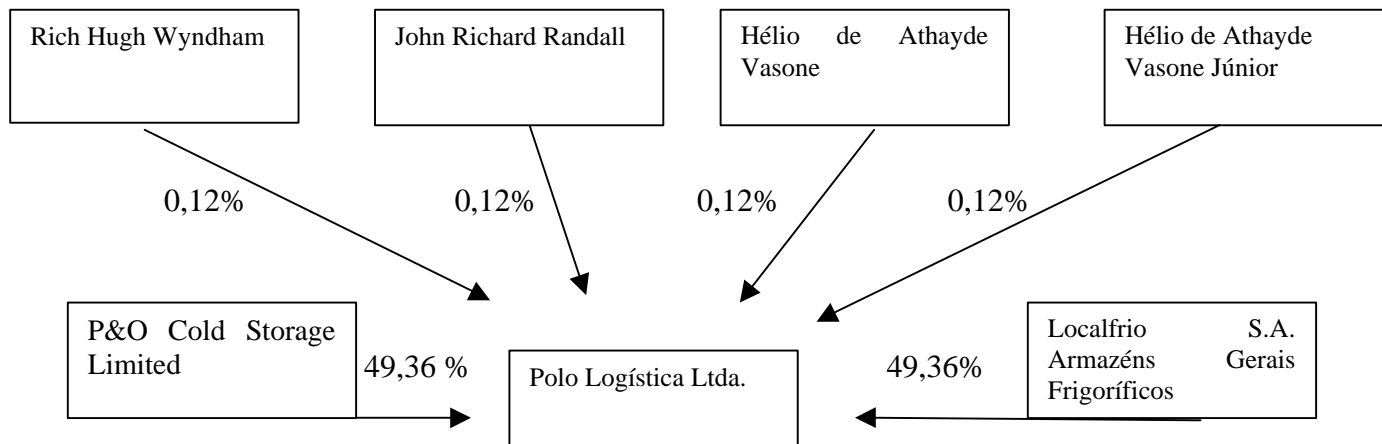 Rich Hugh Wyndham
John Richard Randall
Hélio de Athayde
Vasone
Hélio de Athayde
Vasone Júnior
0,12%
0,12%
0,12%
0,12%
P&O Cold Storage
Limited
49,36 %
Polo Logística Ltda.
49,36%
Localfrio S.A.
Armazéns Gerais
Frigoríficos